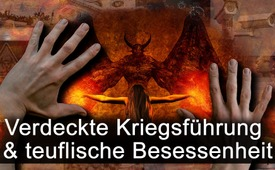 Verdeckte Kriegsführung
& teuflische Besessenheit